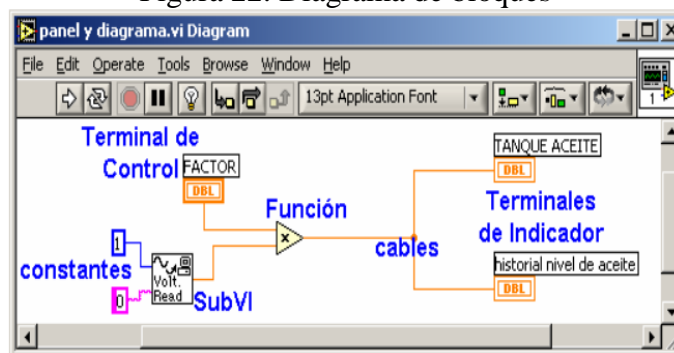 Figura 22: Diagrama de bloques
panel y diagrama.vi Diagram
File Edit Operate Tools Browse Window Help
13pt Application Font
1
Terminal de
Control
FACTOR
DBL
TANQUE ACEITE
DBL
Función
x
Terminales
de Indicador
cables
1
constantes
Volt.
Read
0
SubVI
historial nivel de aceite
DBL